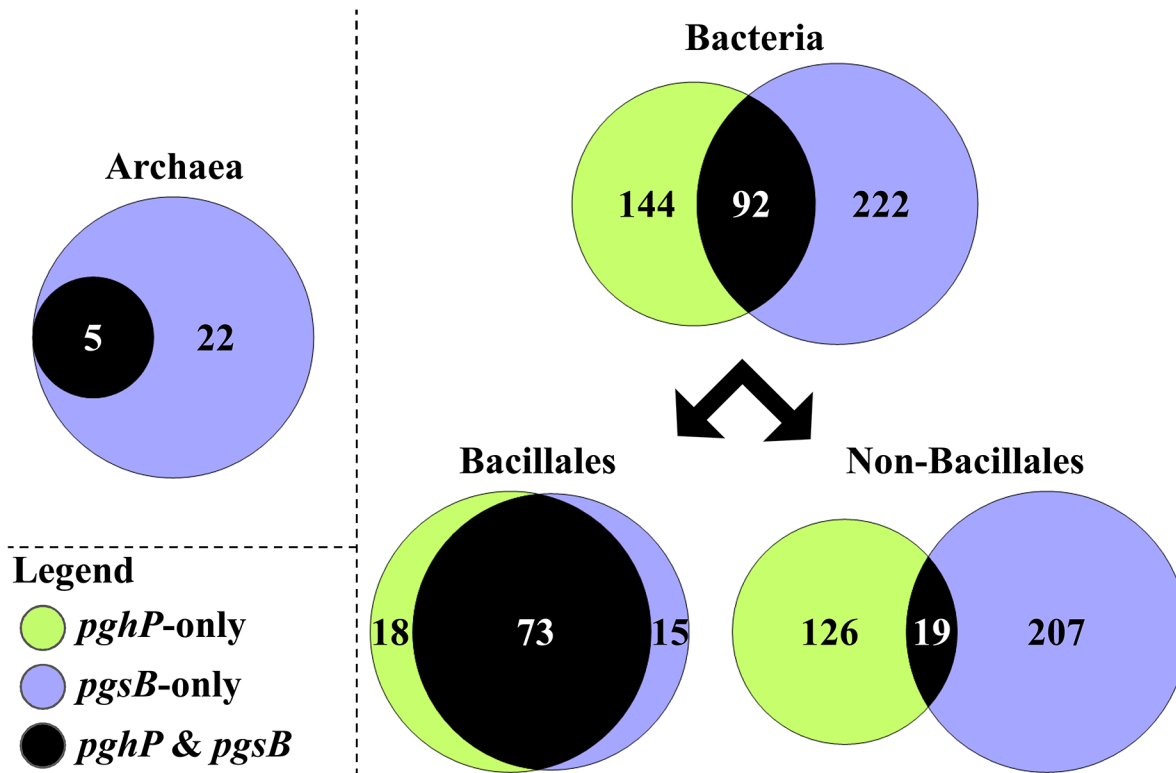 Archaea
5 22
Bacteria
144 92 222
Bacillales
18 73 15
Non-Bacillales
126 19 207
Legend
pghP-only
pgsB-only
pghP & pgsB